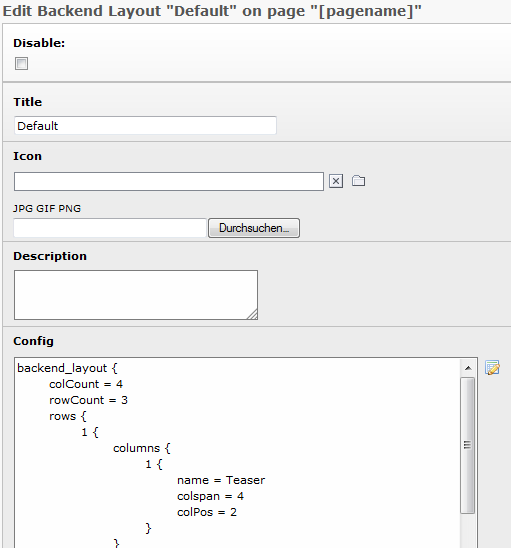 Edit Backend Layout "Default" on page "[pagename]"
Disable:
Title
Default
Icon
JPG GIF PNG
Durchsuchen...
Description
Config
backend_layout {
colCount = 4
rowCount = 3
rows {
1 {
columns {
1 {
name = Teaser
colspan = 4
colPos = 2
}
}